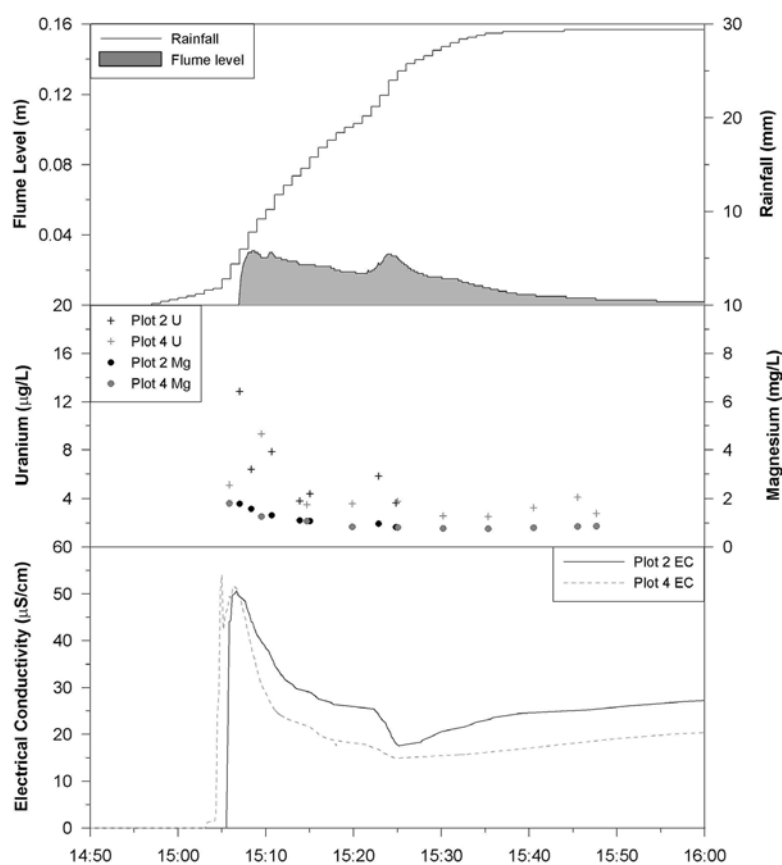 0.16
0.12
0.08
0.04
Flume Level (m)
Rainfall
Flume level
30
20
10
Rainfall (mm)
20
16
12
8
4
Uranium (µg/L)
Plot 2 U
Plot 4 U
Plot 2 Mg
Plot 4 Mg
10
8
6
4
2
0
Magnesium (mg/L)
60
50
40
30
20
10
0
Electrical Conductivity (µS/cm)
Plot 2 EC
Plot 4 EC
14:50 15:00 15:10 15:20 15:30 15:40 15:50 16:00